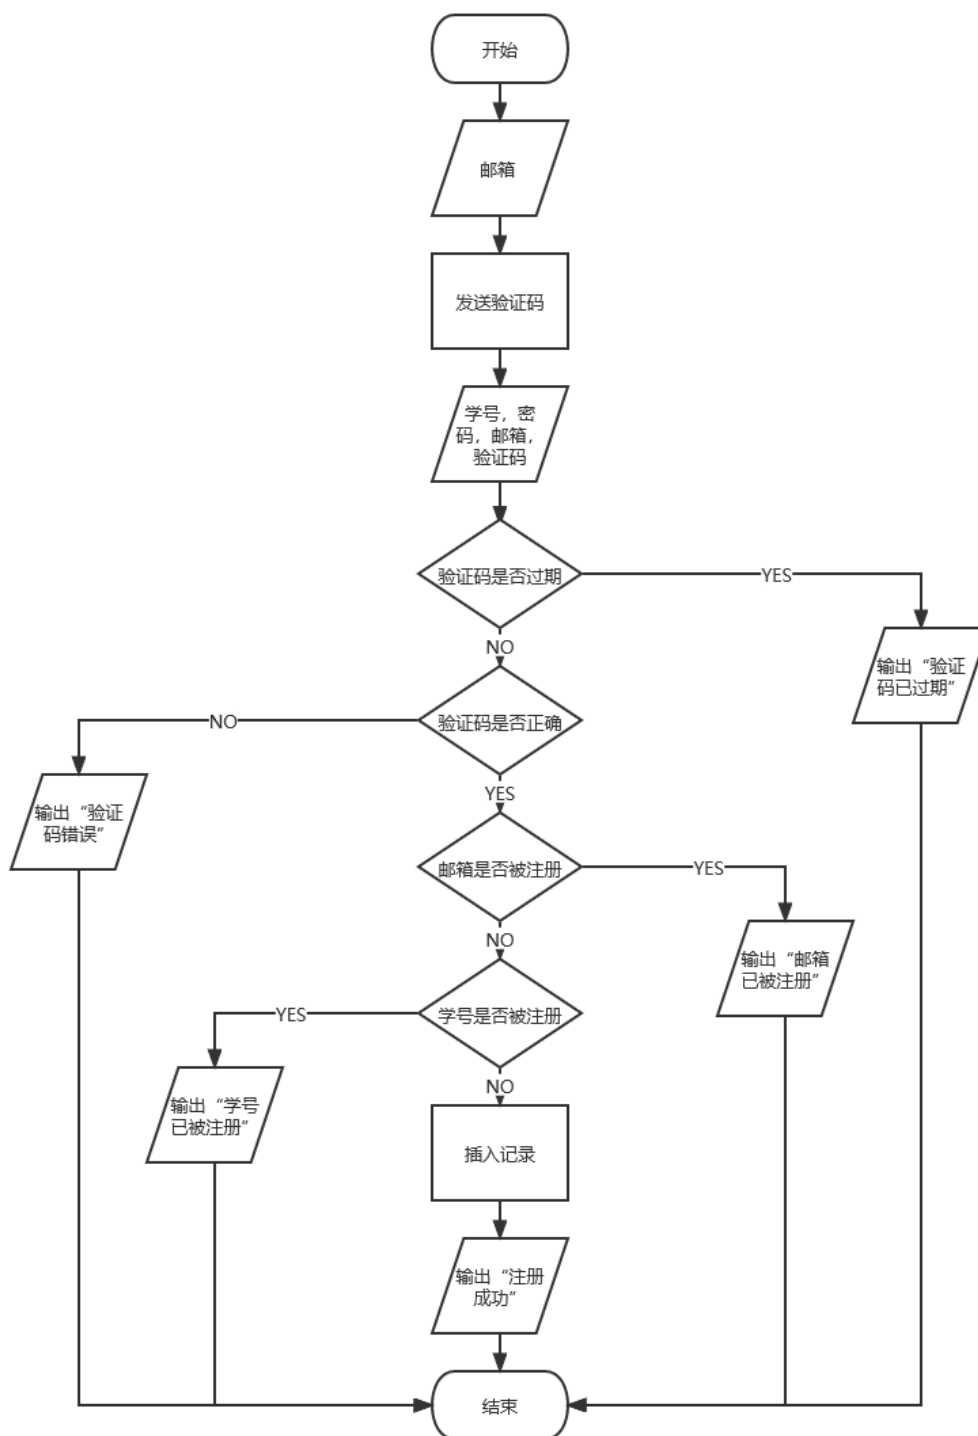 开始
邮箱
发送验证码
学号，密
码，邮箱，
验证码
验证码是否过期
YES
NO
输出“验证
码已过期”
验证码是否正确
NO
YES
输出“验证
码错误”
邮箱是否被注册
YES
NO
输出“邮箱
已被注册”
学号是否被注册
YES
NO
输出“学号
已被注册”
插入记录
输出“注册
成功”
结束